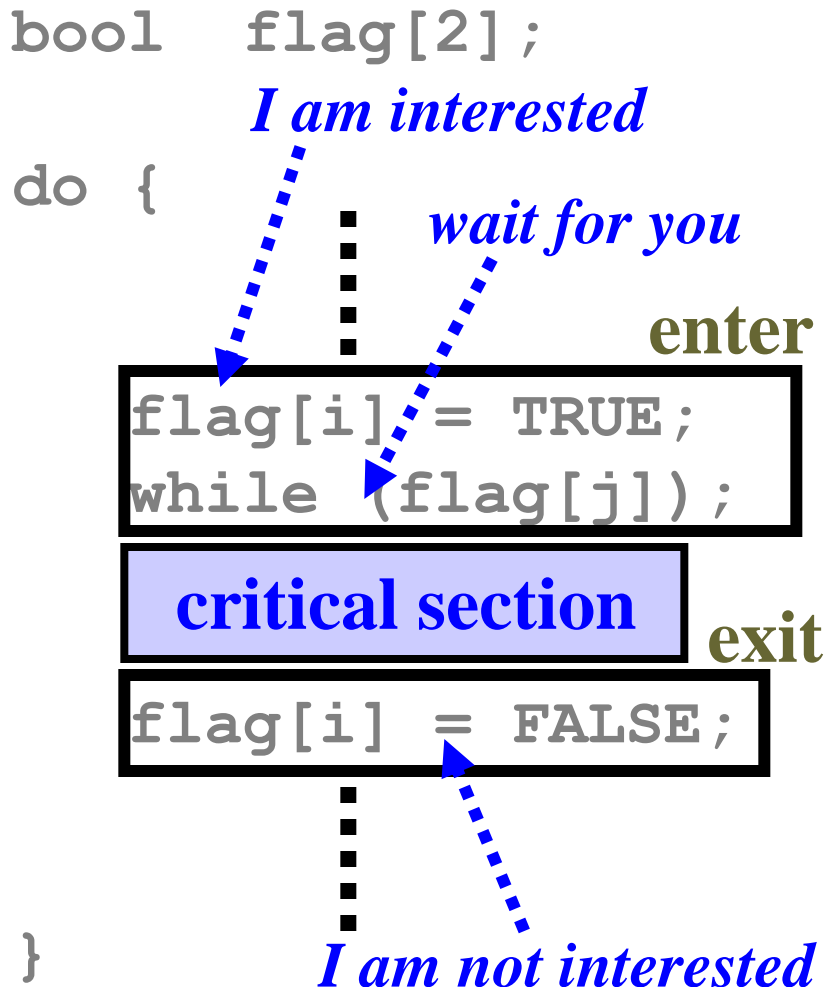 bool flag[2];
I am interested
do {
wait for you
enter
flag[i] = TRUE;
while (flag[j]);
critical section
exit
flag[i] = FALSE;
}
I am not interested